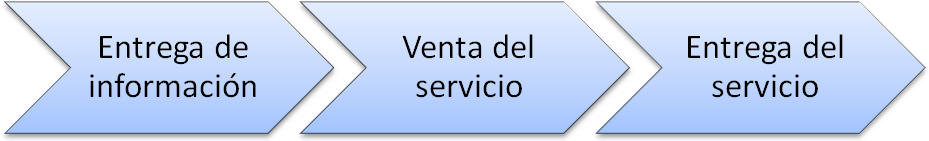 Entrega de
información
Venta del
servicio
Entrega del
servicio